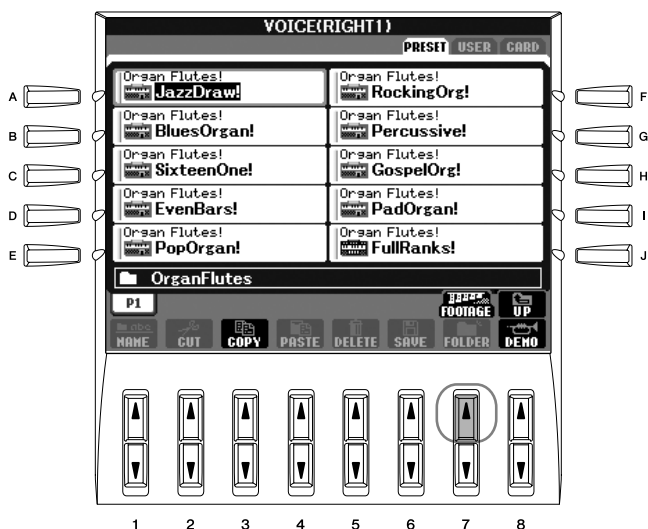 VOICE(RIGHT1)
PRESET USER CARD
A
Organ Flutes!
JazzDraw!
Organ Flutes!
RockingOrg!
F
B
Organ Flutes!
BluesOrgan!
Organ Flutes!
Percussive!
G
C
Organ Flutes!
SixteenOne!
Organ Flutes!
GospelOrg!
H
D
Organ Flutes!
EvenBars!
Organ Flutes!
PadOrgan!
I
E
Organ Flutes!
PopOrgan!
Organ Flutes!
FullRanks!
J
OrganFlutes
P1
FOOTAGE
UP
abc
NAME CUT COPY PASTE DELETE SAVE FOLDER DEMO
1 2 3 4 5 6 7 8